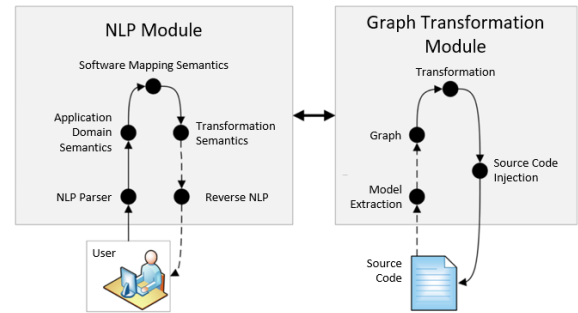 NLP Module
Software Mapping Semantics
Application
Domain
Semantics
Transformation
Semantics
NLP Parser
Reverse NLP
User
Graph Transformation
Module
Transformation
Graph
Source Code
Injection
Model
Extraction
Source
Code